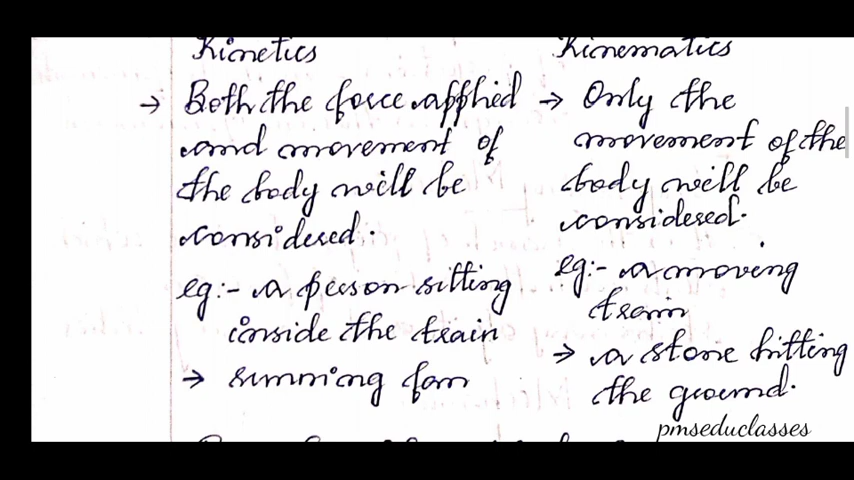 Kinetics
→ Both the force applied
and movement of
the body will be
considered.
eg:- a person sitting
inside the train
→ running fan
Kinematics
→ Only the
movement of the
body will be
considered.
eg:- a moving
train
→ a stone hitting
the ground.
pmseduclasses